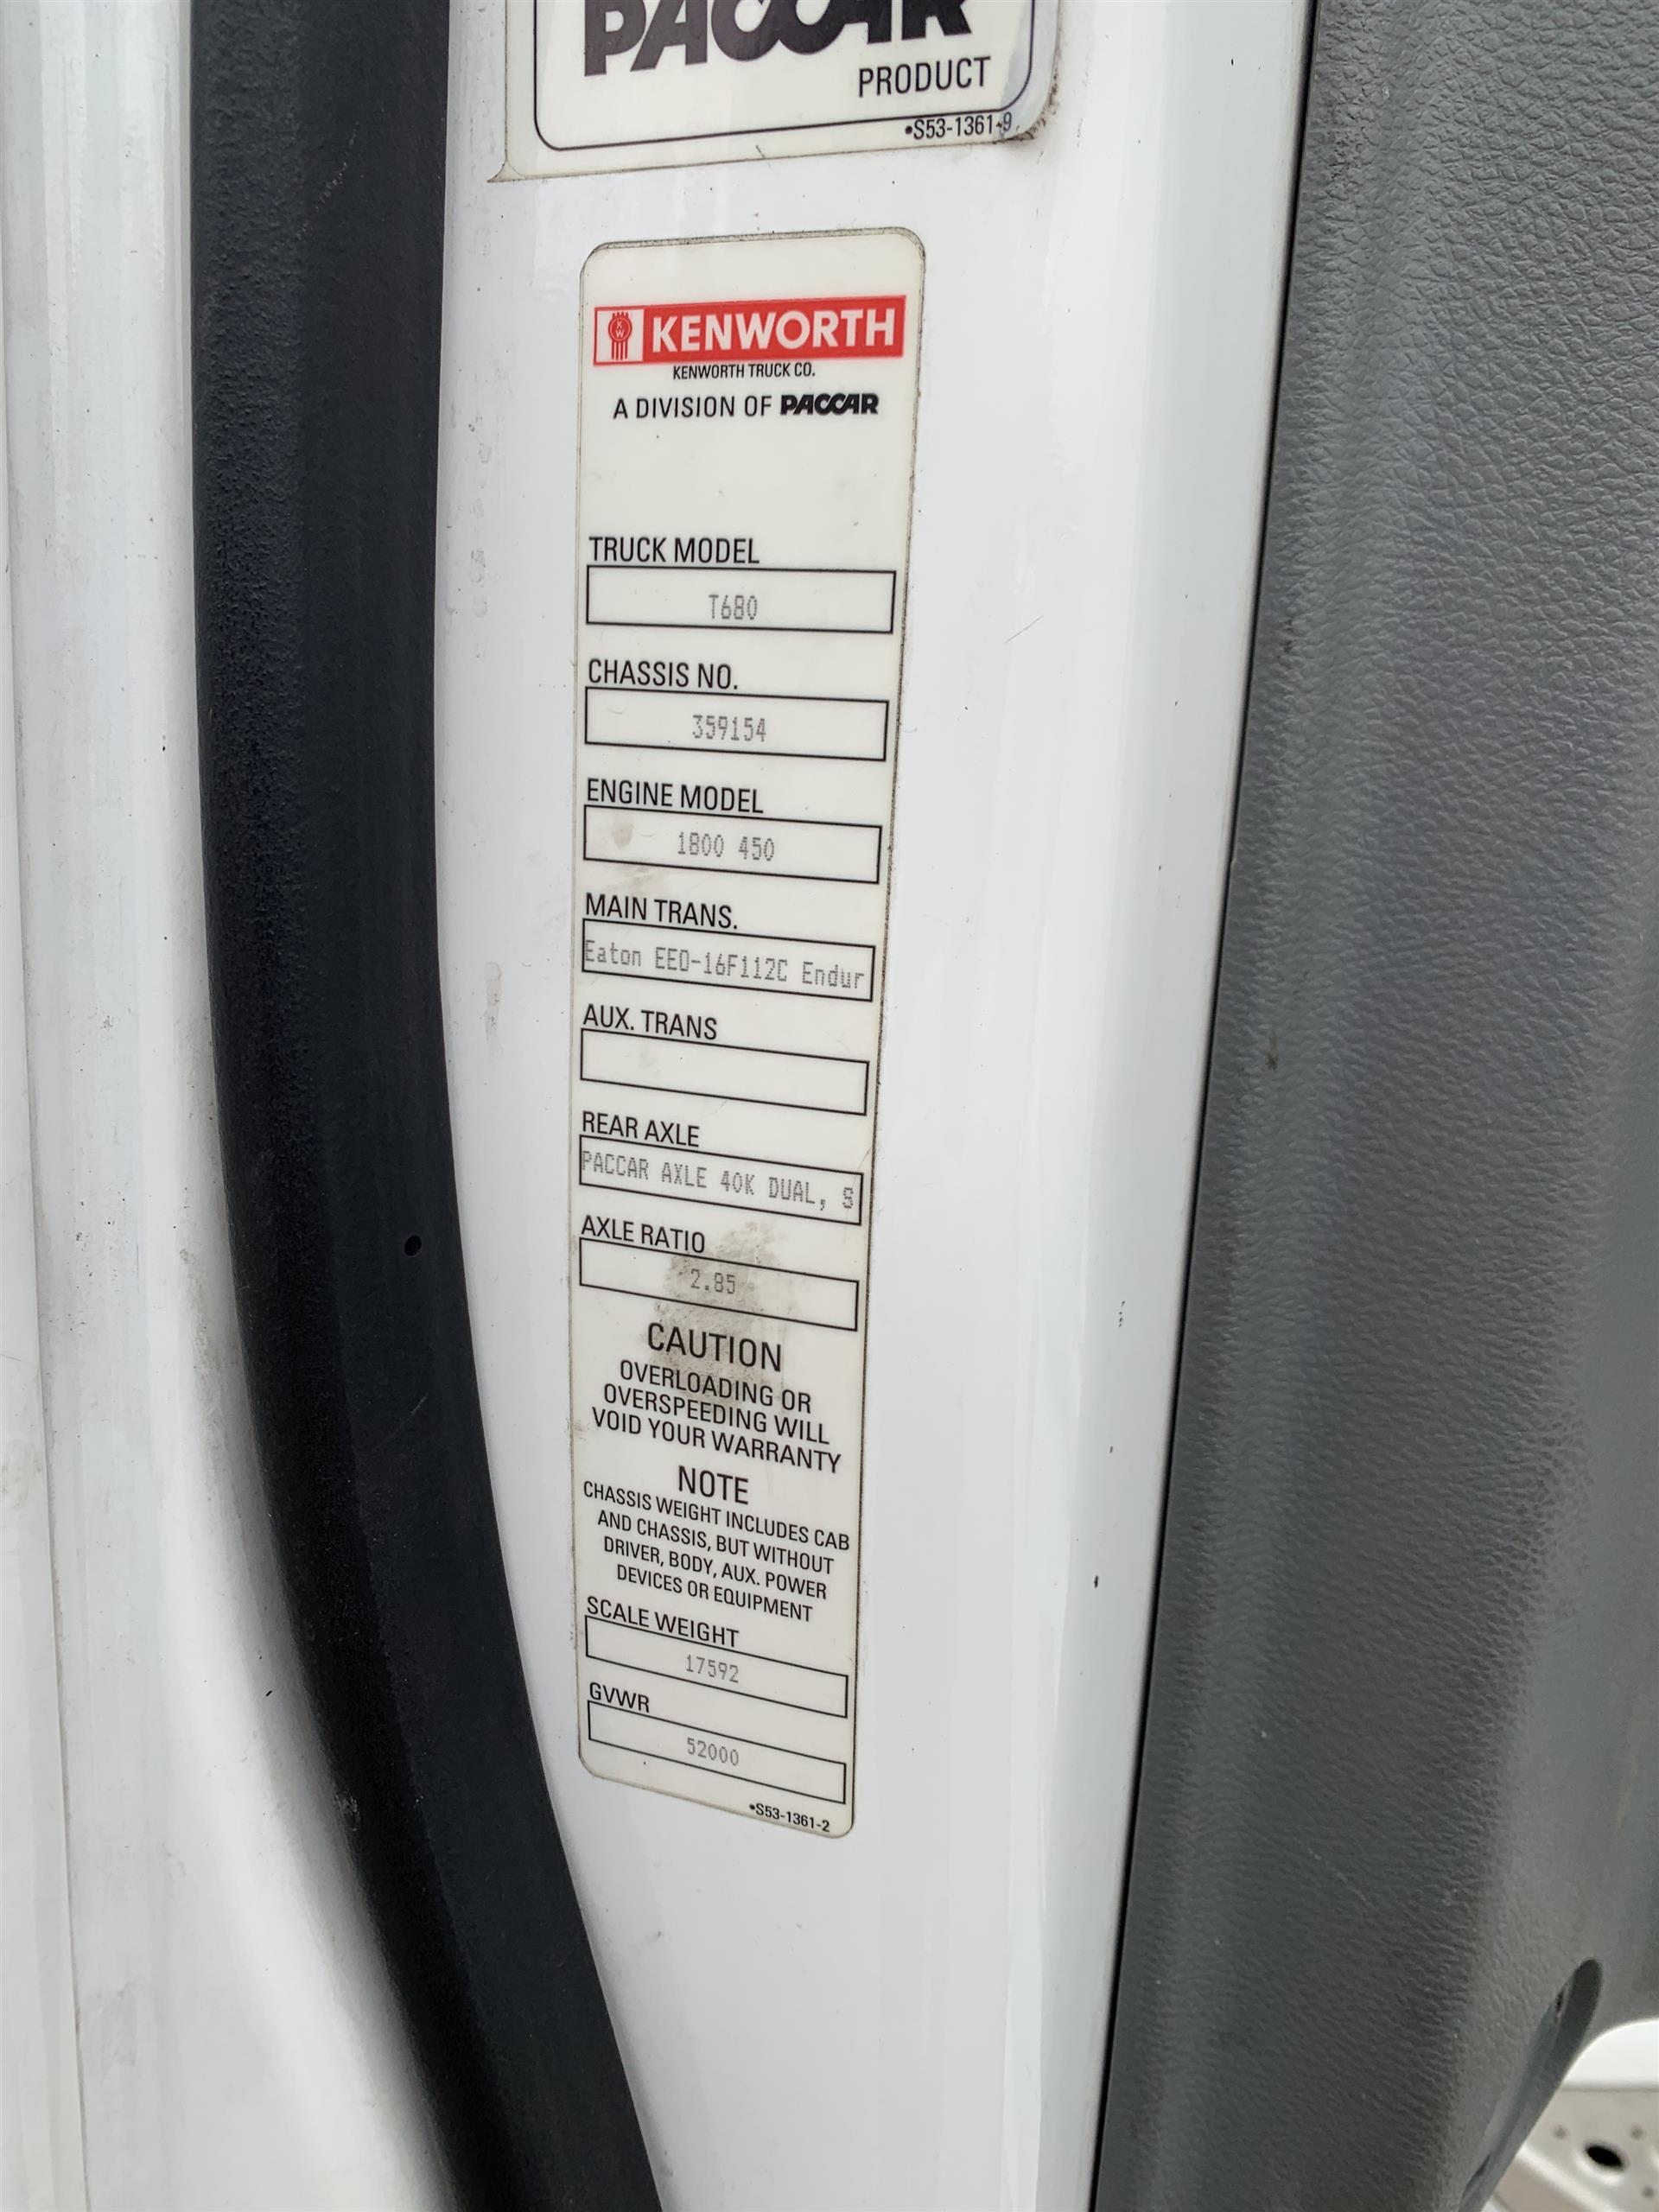 PACCAR
PRODUCT
•S53-1361-9
KW
KENWORTH
KENWORTH TRUCK CO.
A DIVISION OF PACCAR
TRUCK MODEL
T680
CHASSIS NO.
359154
ENGINE MODEL
1800 450
MAIN TRANS.
Eaton EEO-16F112C Endur
AUX. TRANS
REAR AXLE
PACCAR AXLE 40K DUAL, S
AXLE RATIO
2.85
CAUTION
OVERLOADING OR
OVERSPEEDING WILL
VOID YOUR WARRANTY
NOTE
CHASSIS WEIGHT INCLUDES CAB
AND CHASSIS, BUT WITHOUT
DRIVER, BODY, AUX. POWER
DEVICES OR EQUIPMENT
SCALE WEIGHT
17592
GVWR
52000
•S53-1361-2